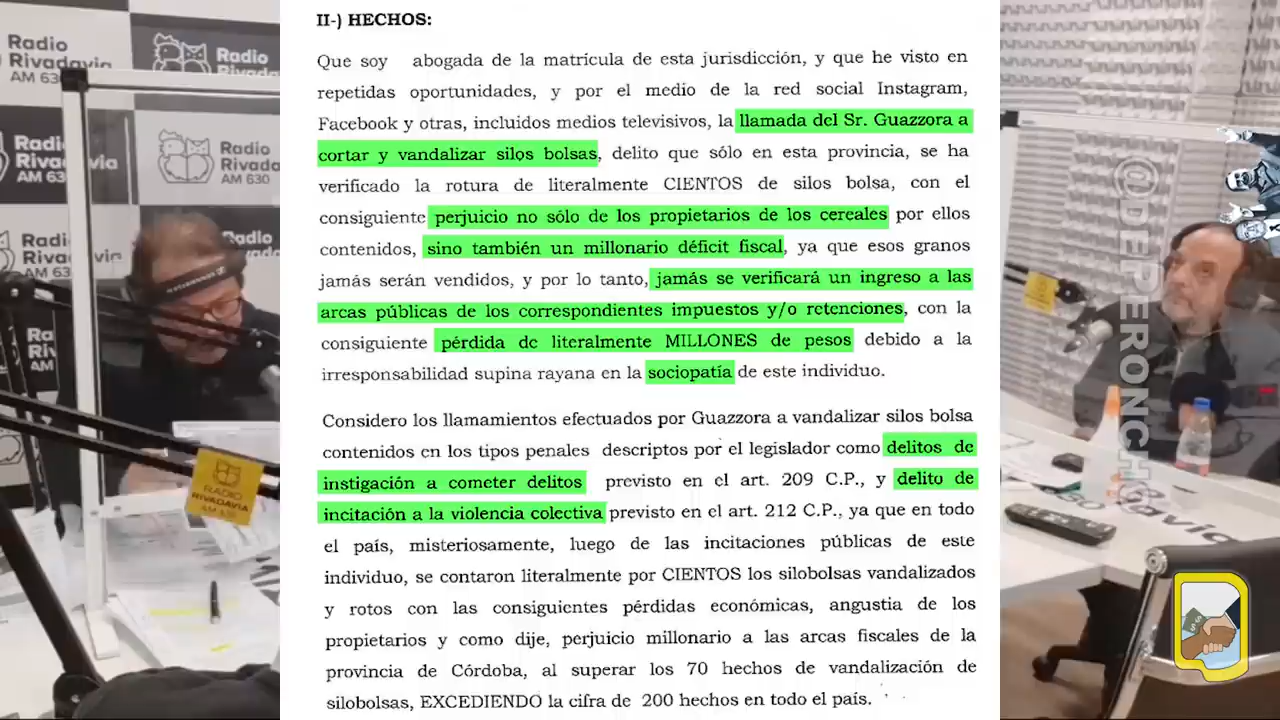 II-) HECHOS:
Que soy abogada de la matrícula de esta jurisdicción, y que he visto en
repetidas oportunidades, y por el medio de la red social Instagram,
Facebook y otras, incluidos medios televisivos, la llamada del Sr. Guazzora a
cortar y vandalizar silos bolsas, delito que sólo en esta provincia, se ha
verificado la rotura de literalmente CIENTOS de silos bolsa, con el
consiguiente perjuicio no sólo de los propietarios de los cereales por ellos
contenidos, sino también un millonario déficit fiscal, ya que esos granos
jamás serán vendidos, y por lo tanto, jamás se verificará un ingreso a las
arcas públicas de los correspondientes impuestos y/o retenciones, con la
consiguiente pérdida de literalmente MILLONES de pesos debido a la
irresponsabilidad supina rayana en la sociopatía de este individuo.
Considero los llamamientos efectuados por Guazzora a vandalizar silos bolsa
contenidos en los tipos penales descriptos por el legislador como delitos de
instigación a cometer delitos previsto en el art. 209 C.P., y delito de
incitación a la violencia colectiva previsto en el art. 212 C.P., ya que en todo
el país, misteriosamente, luego de las incitaciones públicas de este
individuo, se contaron literalmente por CIENTOS los silobolsas vandalizados
y rotos con las consiguientes pérdidas económicas, angustia de los
propietarios y como dije, perjuicio millonario a las arcas fiscales de la
provincia de Córdoba, al superar los 70 hechos de vandalización de
silobolsas, EXCEDIENDO la cifra de 200 hechos en todo el país.
Radio
Rivadavia
AM 630
Radio
Rivadavia
AM 630
Radio
Rivadavia
AM 630
RADIO
RIVADAVIA
AM 630